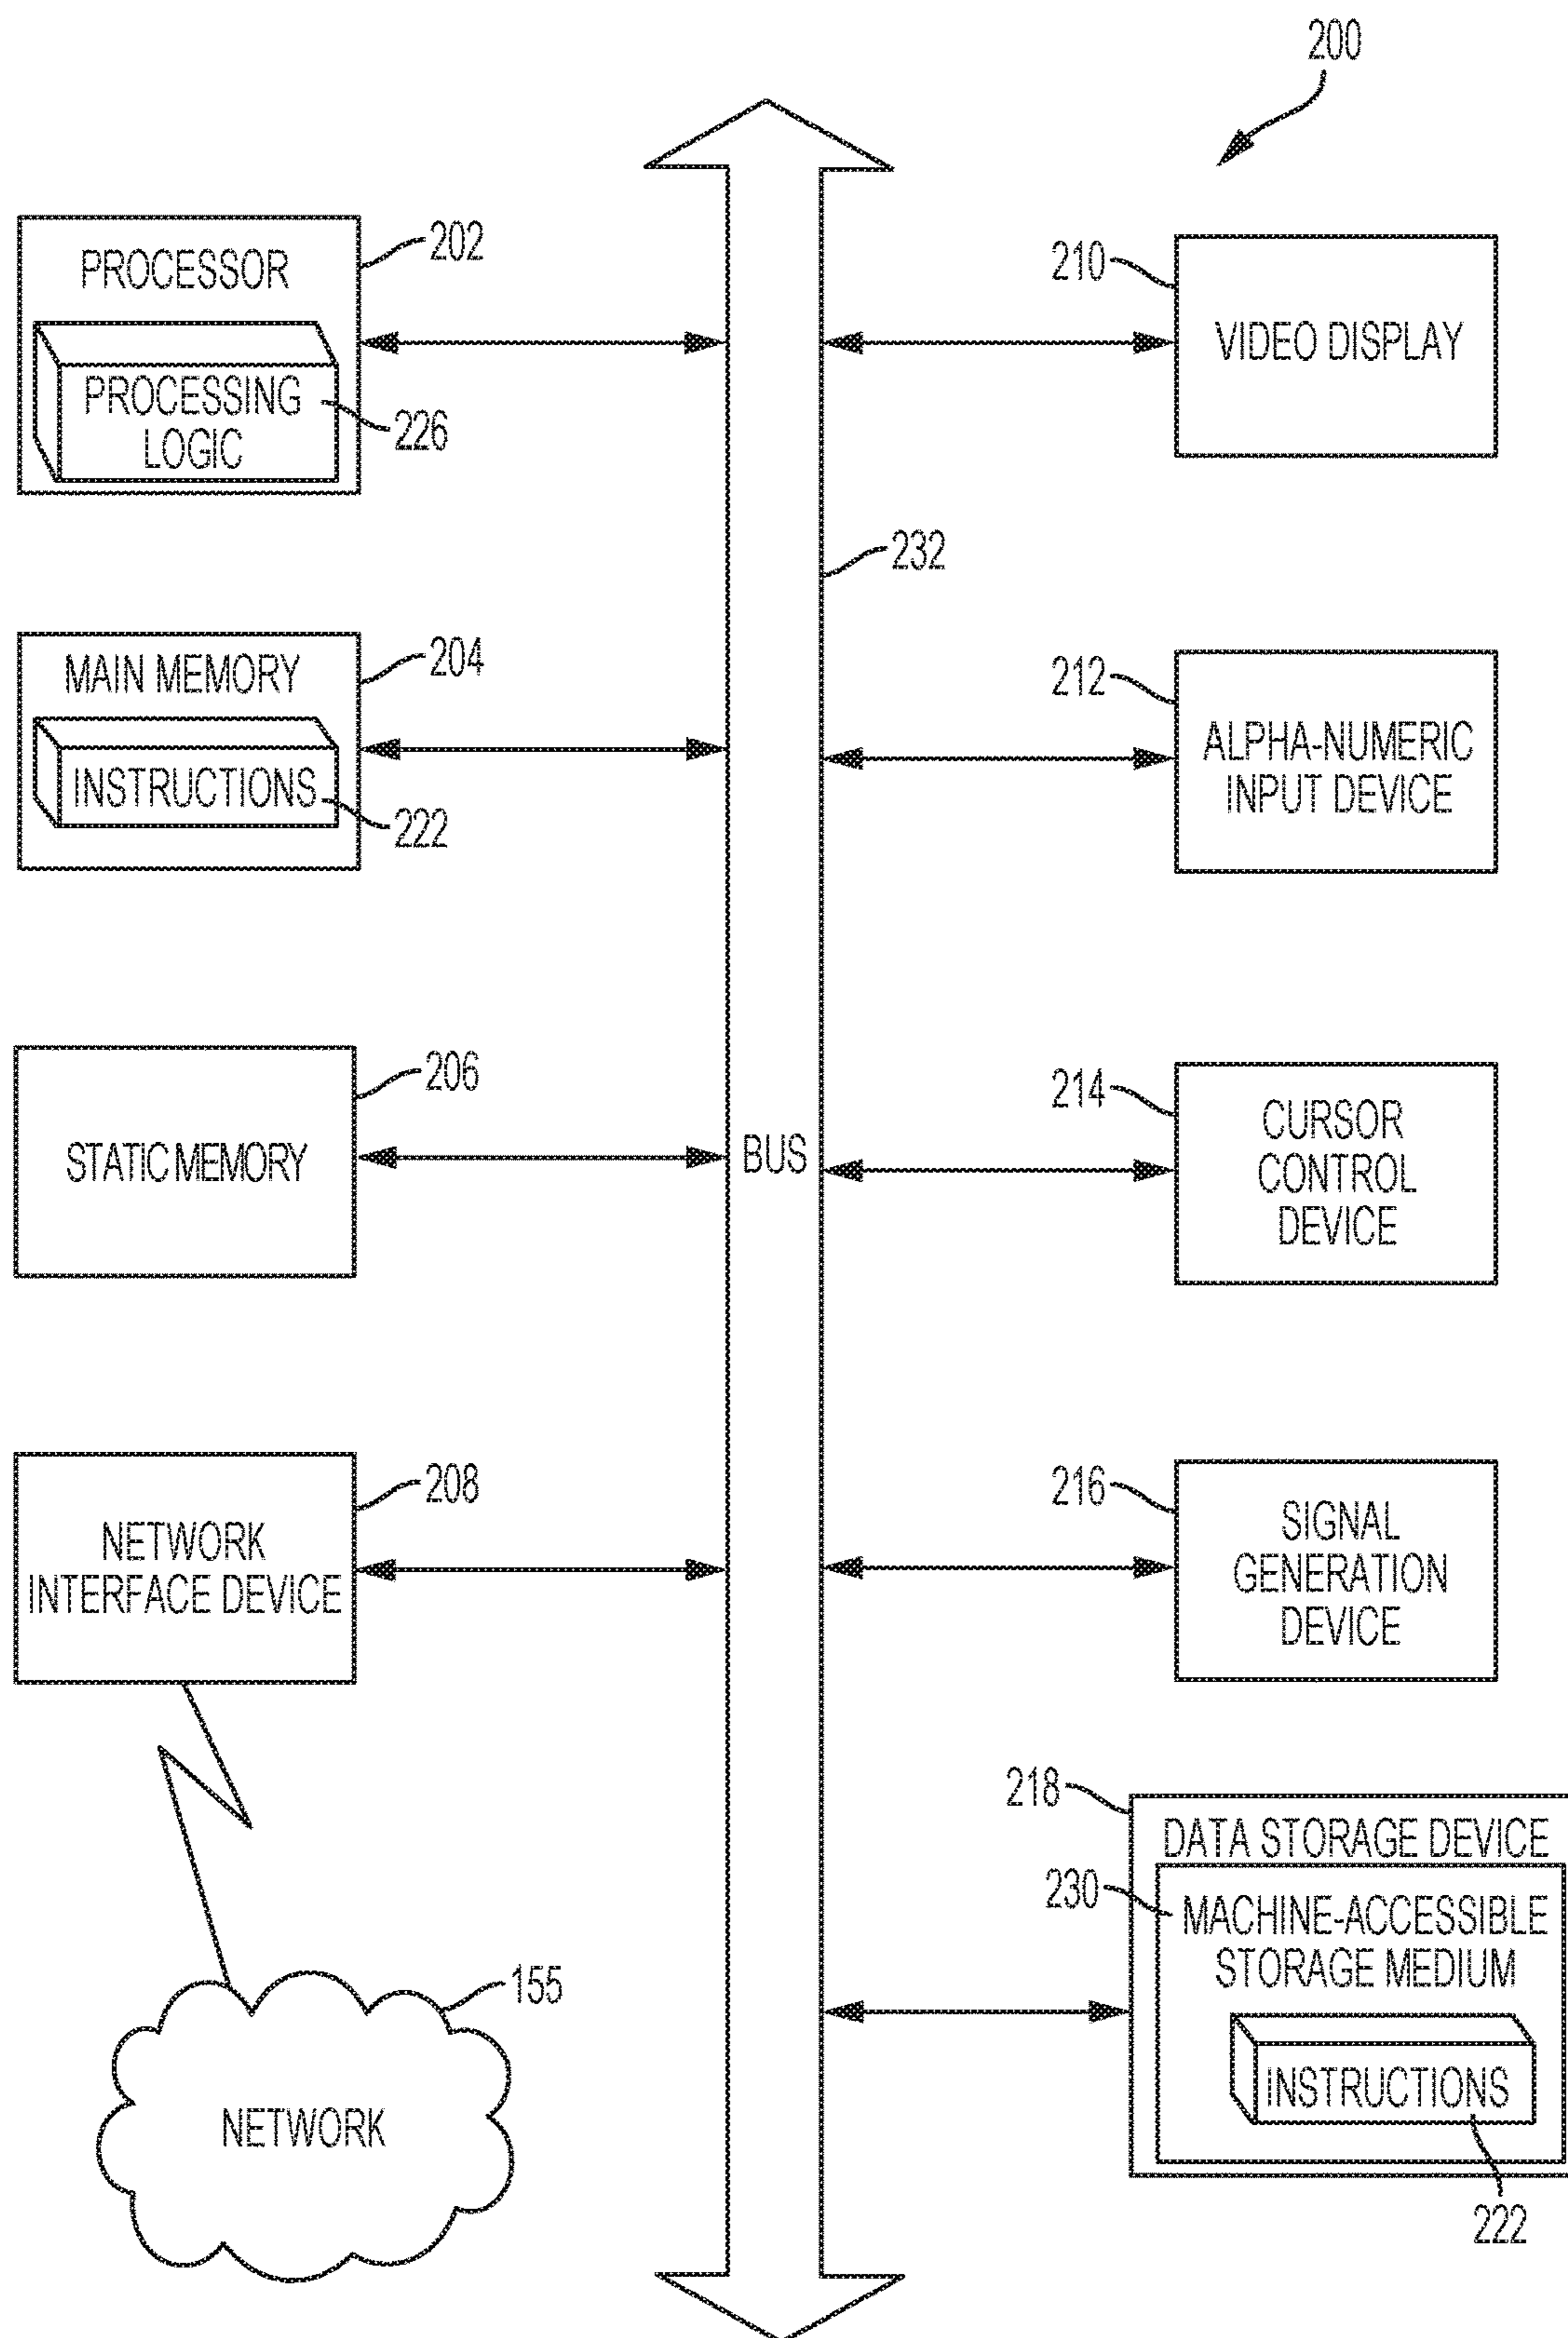 200
PROCESSOR
202
PROCESSING
LOGIC
226
MAIN MEMORY
204
INSTRUCTIONS
222
STATIC MEMORY
206
NETWORK
INTERFACE DEVICE
208
NETWORK
155
BUS
232
210
VIDEO DISPLAY
212
ALPHA-NUMERIC
INPUT DEVICE
214
CURSOR
CONTROL
DEVICE
216
SIGNAL
GENERATION
DEVICE
218
DATA STORAGE DEVICE
230
MACHINE-ACCESSIBLE
STORAGE MEDIUM
INSTRUCTIONS
222